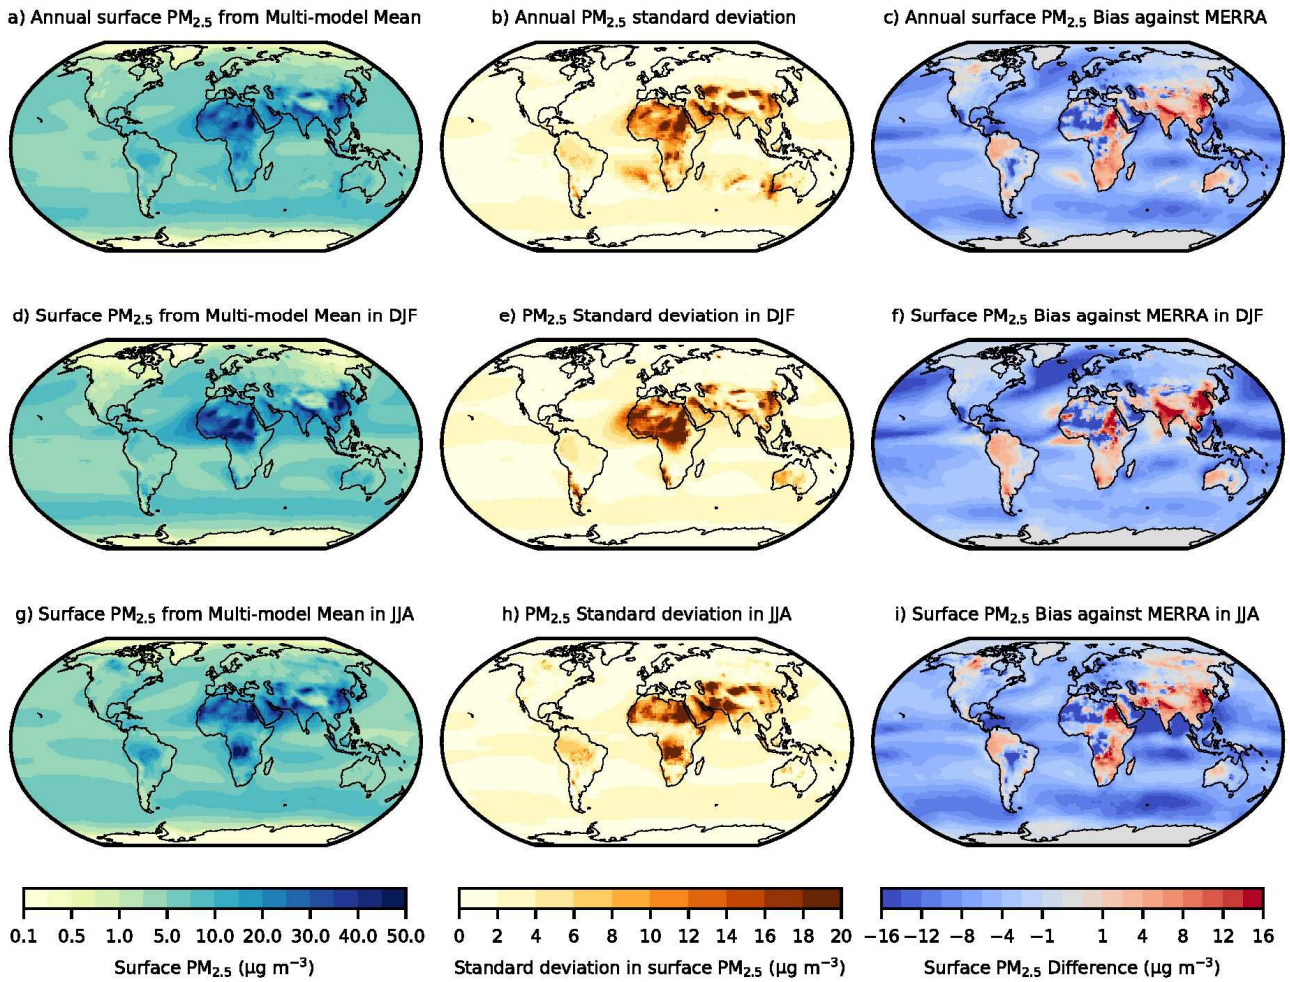 a) Annual surface PM2.5 from Multi-model Mean
b) Annual PM2.5 standard deviation
c) Annual surface PM2.5 Bias against MERRA
d) Surface PM2.5 from Multi-model Mean in DJF
e) PM2.5 Standard deviation in DJF
f) Surface PM2.5 Bias against MERRA in DJF
g) Surface PM2.5 from Multi-model Mean in JJA
h) PM2.5 Standard deviation in JJA
i) Surface PM2.5 Bias against MERRA in JJA
0.1 0.5 1.0 5.0 10.0 20.0 30.0 40.0 50.0
Surface PM2.5 (μg m−3)
0 2 4 6 8 10 12 14 16 18 20
Standard deviation in surface PM2.5 (μg m−3)
−16 −12 −8 −4 −1 1 4 8 12 16
Surface PM2.5 Difference (μg m−3)